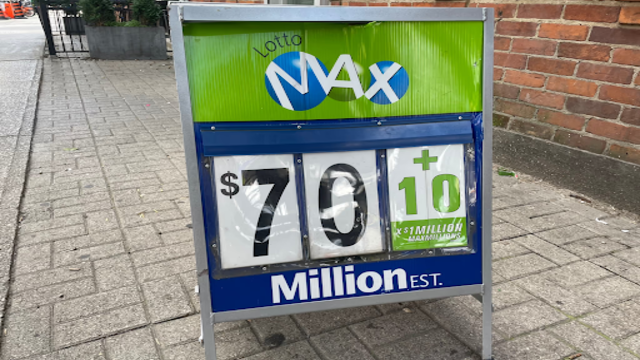 Lotto
MAX
$70 + 10
x $1 MILLION
MAXMILLIONS
Million EST.